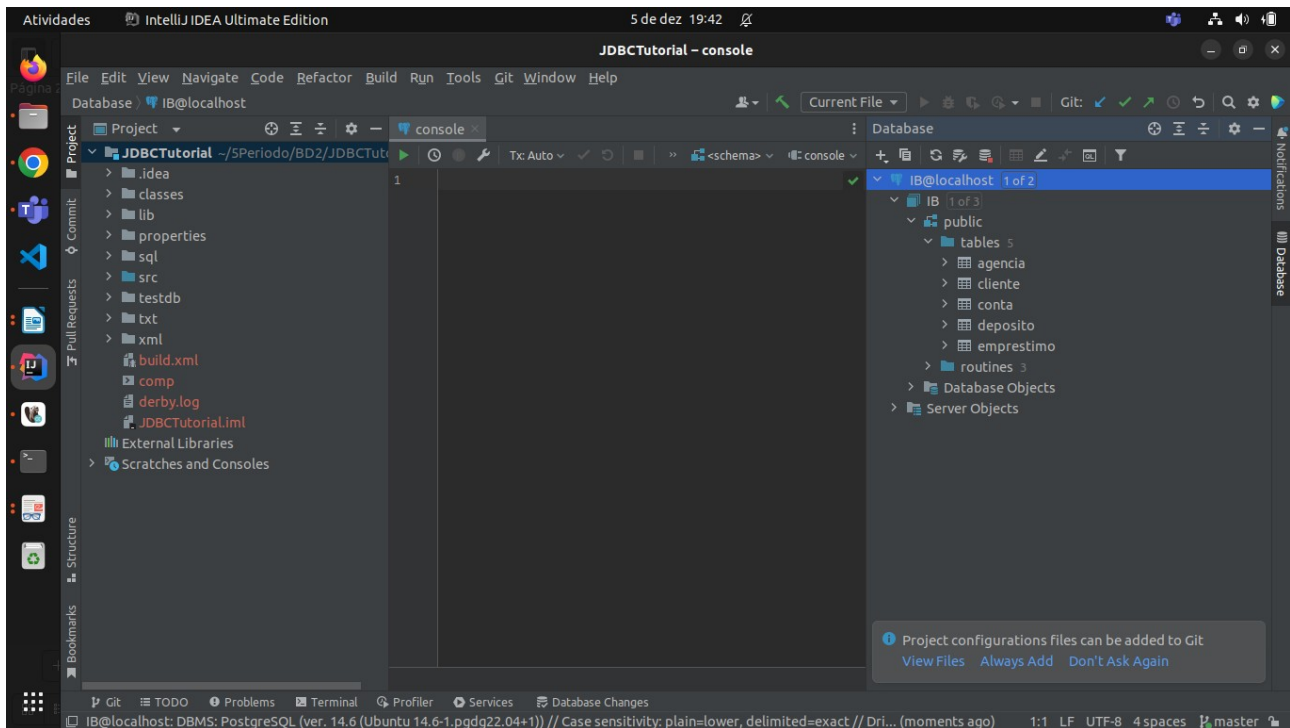 Atividades IntelliJ IDEA Ultimate Edition 5 de dez 19:42
JDBCTutorial – console
File Edit View Navigate Code Refactor Build Run Tools Git Window Help
Database IB@localhost Current File Git:
Project
Project
console
Database
Notifications
JDBCTutorial ~/5Periodo/BD2/JDBCTut
Tx: Auto <schema> console
.idea
1
IB@localhost 1 of 2
classes
IB 1 of 3
Commit
lib
public
properties
tables 5
sql
agencia
Database
src
cliente
testdb
conta
Pull Requests
txt
deposito
xml
emprestimo
build.xml
routines 3
comp
Database Objects
derby.log
Server Objects
JDBCTutorial.iml
External Libraries
Scratches and Consoles
Structure
Bookmarks
Project configurations files can be added to Git
View Files Always Add Don't Ask Again
Git TODO Problems Terminal Profiler Services Database Changes
IB@localhost: DBMS: PostgreSQL (ver. 14.6 (Ubuntu 14.6-1.pgdg22.04+1)) // Case sensitivity: plain=lower, delimited=exact // Dri... (moments ago) 1:1 LF UTF-8 4 spaces master